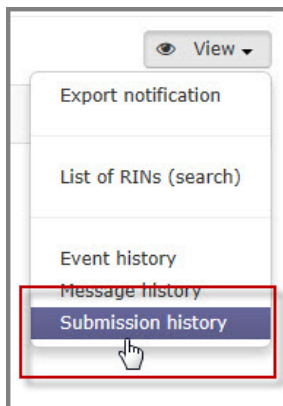 View
Export notification
List of RINs (search)
Event history
Message history
Submission history